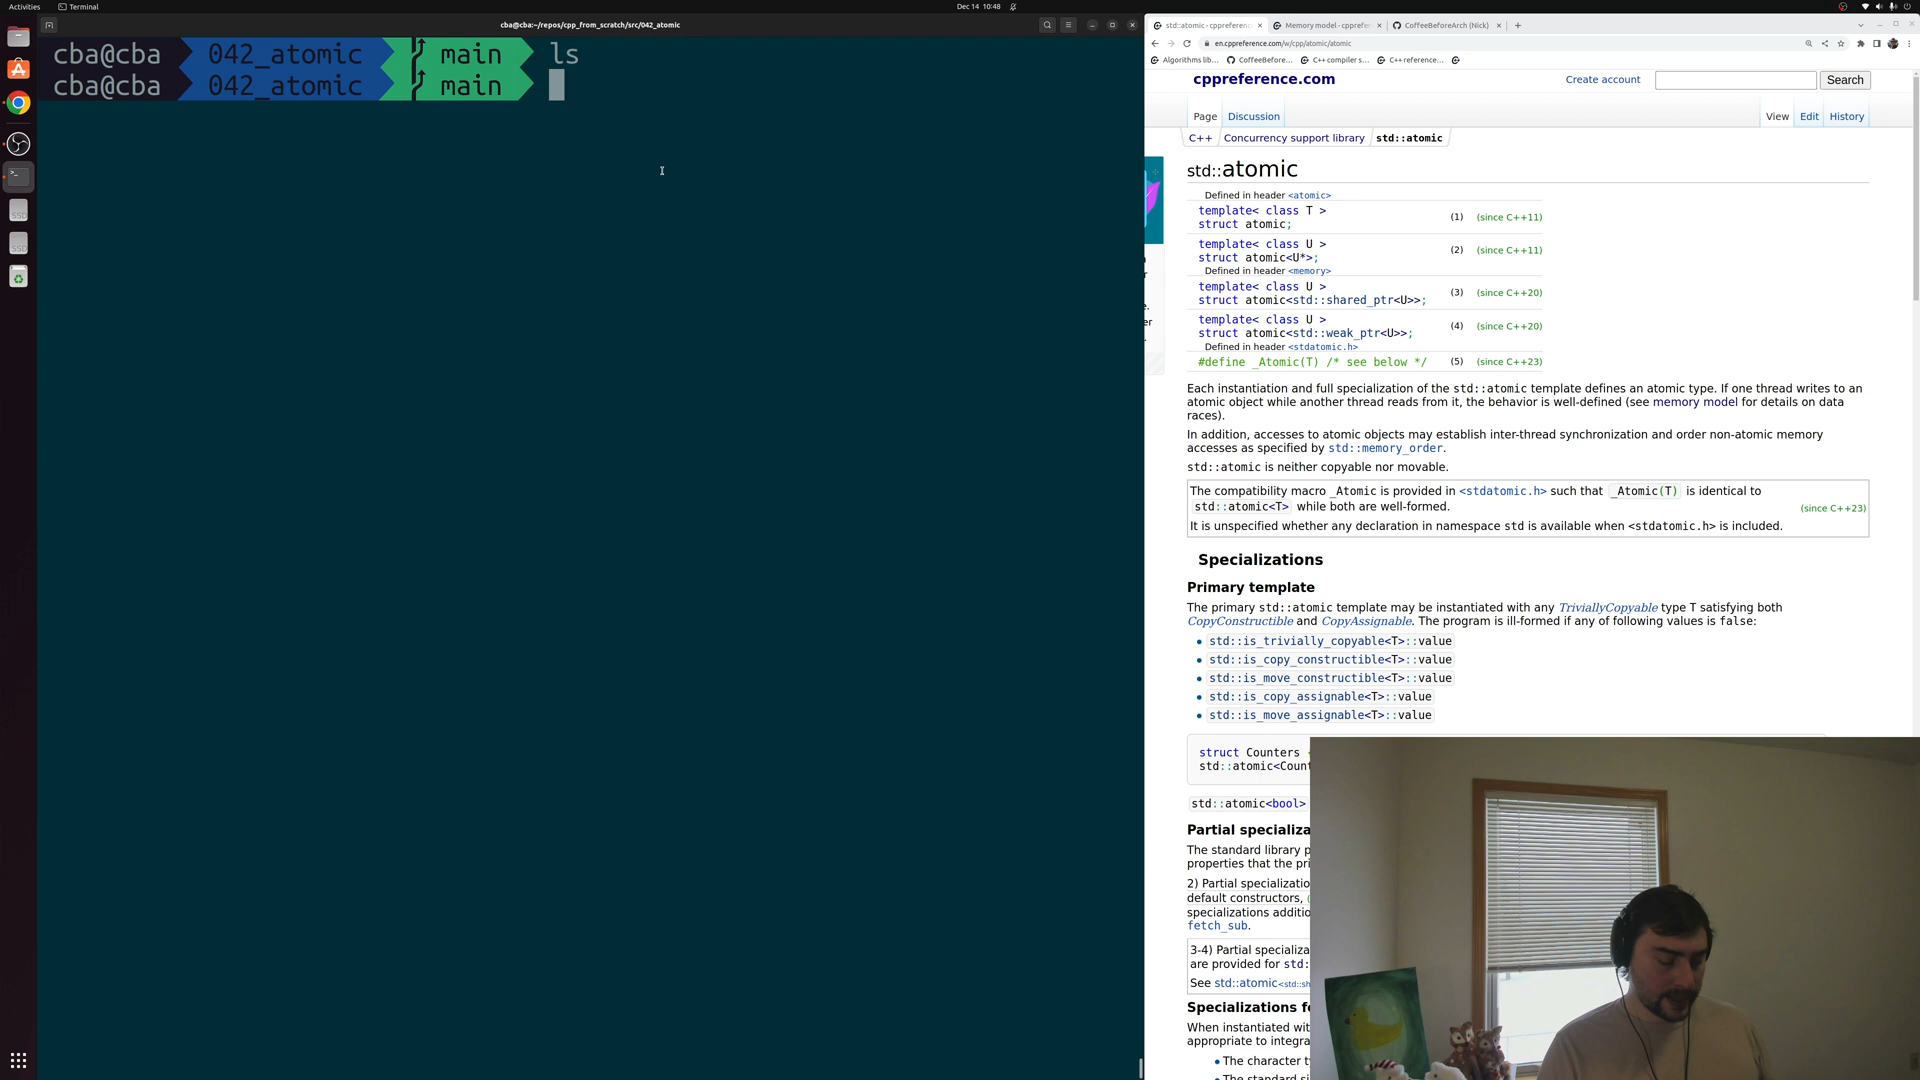 Activities
Terminal
Dec 14 10:48
cba@cba:~/repos/cpp_from_scratch/src/042_atomic
cba@cba 042_atomic main ls
cba@cba 042_atomic main
std::atomic - cppreferenc
Memory model - cpprefer
CoffeeBeforeArch (Nick)
en.cppreference.com/w/cpp/atomic/atomic
Algorithms lib...
CoffeeBefore...
C++ compiler s...
C++ reference...
cppreference.com
Create account
Search
Page
Discussion
View
Edit
History
C++
Concurrency support library
std::atomic
std::atomic
Defined in header <atomic>
template< class T >
struct atomic;
(1)
(since C++11)
template< class U >
struct atomic<U*>;
(2)
(since C++11)
Defined in header <memory>
template< class U >
struct atomic<std::shared_ptr<U>>;
(3)
(since C++20)
template< class U >
struct atomic<std::weak_ptr<U>>;
(4)
(since C++20)
Defined in header <stdatomic.h>
#define _Atomic(T) /* see below */
(5)
(since C++23)
Each instantiation and full specialization of the std::atomic template defines an atomic type. If one thread writes to an
atomic object while another thread reads from it, the behavior is well-defined (see memory model for details on data
races).
In addition, accesses to atomic objects may establish inter-thread synchronization and order non-atomic memory
accesses as specified by std::memory_order.
std::atomic is neither copyable nor movable.
The compatibility macro _Atomic is provided in <stdatomic.h> such that _Atomic(T) is identical to
std::atomic<T> while both are well-formed.
(since C++23)
It is unspecified whether any declaration in namespace std is available when <stdatomic.h> is included.
Specializations
Primary template
The primary std::atomic template may be instantiated with any TriviallyCopyable type T satisfying both
CopyConstructible and CopyAssignable. The program is ill-formed if any of following values is false:
std::is_trivially_copyable<T>::value
std::is_copy_constructible<T>::value
std::is_move_constructible<T>::value
std::is_copy_assignable<T>::value
std::is_move_assignable<T>::value
struct Counters
std::atomic<Count
std::atomic<bool>
Partial specializa
The standard library p
properties that the pri
2) Partial specializatio
default constructors,
specializations additio
fetch_sub.
3-4) Partial specializa
are provided for std:
See std::atomic<std::sh
Specializations f
When instantiated wit
appropriate to integra
The character t
The standard si